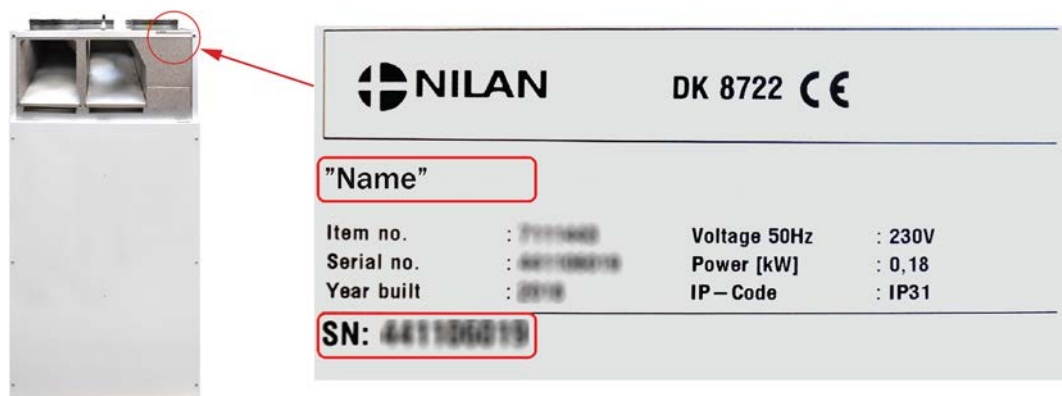 NILAN DK 8722 CE
"Name"
Item no. : Voltage 50Hz : 230V
Serial no. : Power [kW] : 0,18
Year built : IP-Code : IP31
SN: